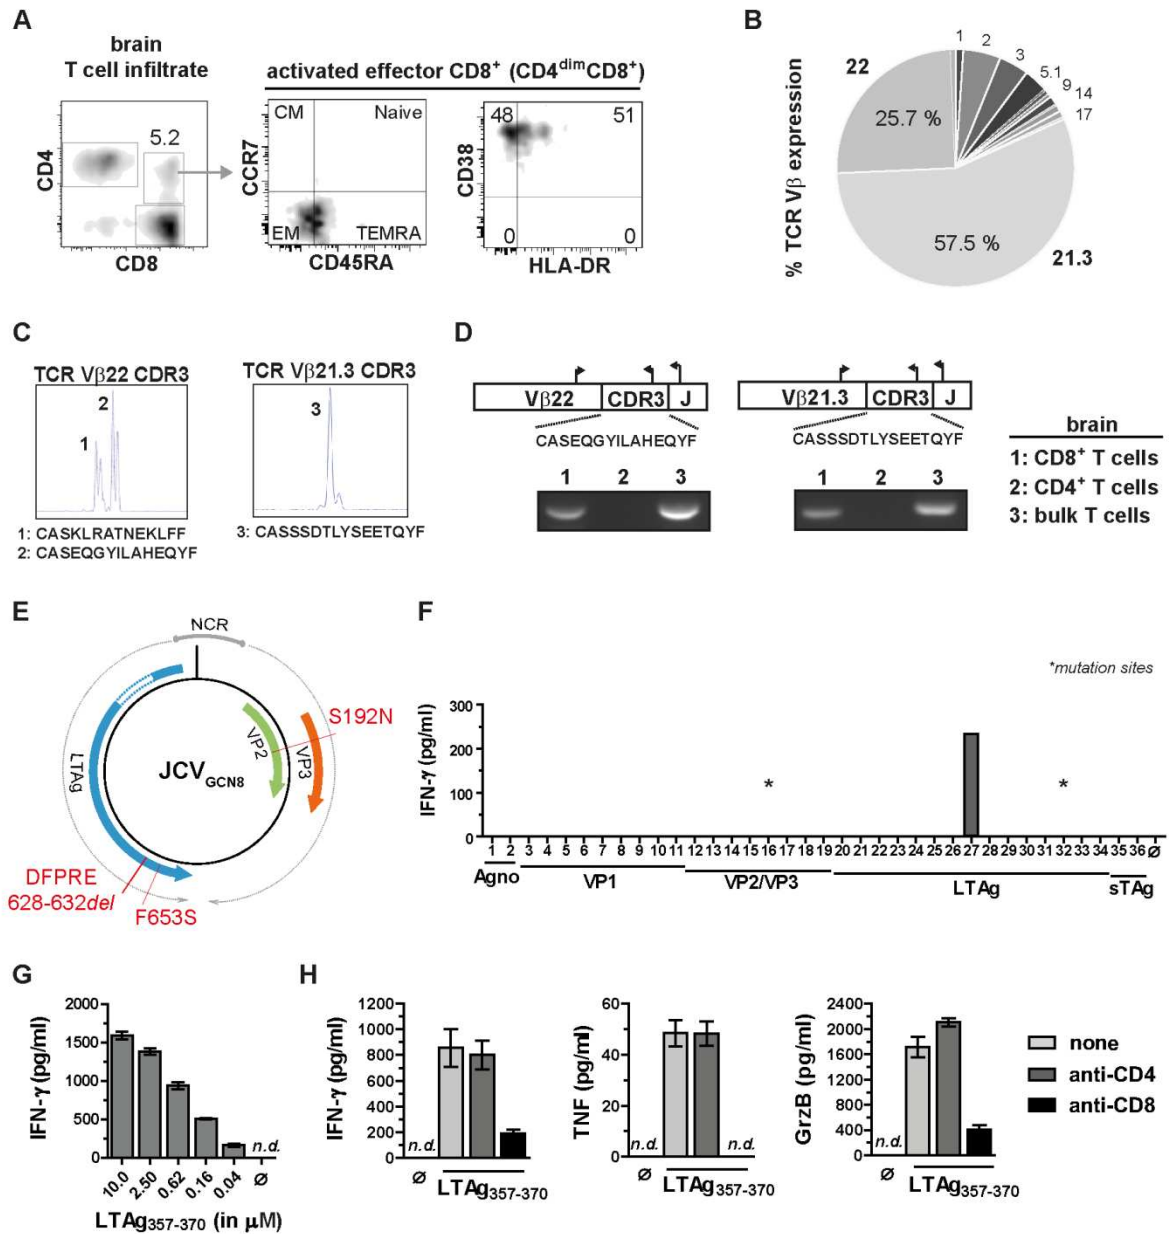 A
brain
T cell infiltrate
activated effector CD8⁺ (CD4ᵈⁱᵐCD8⁺)
5.2
CD4
CD8
CM
Naive
EM
TEMRA
CCR7
CD45RA
48
51
0
0
CD38
HLA-DR
B
% TCR Vβ expression
1
2
3
5.1
9
14
17
22
25.7 %
57.5 %
21.3
C
TCR Vβ22 CDR3
2
1
1: CASKLRATNEKLFF
2: CASEQGYILAHEQYF
TCR Vβ21.3 CDR3
3
3: CASSSDTLYSEETQYF
D
Vβ22 CDR3 J
CASEQGYILAHEQYF
1 2 3
Vβ21.3 CDR3 J
CASSSDTLYSEETQYF
1 2 3
brain
1: CD8⁺ T cells
2: CD4⁺ T cells
3: bulk T cells
E
NCR
S192N
VP2
VP3
LTAg
JCV_GCN8
DFPRE
628-632del
F653S
F
*mutation sites
IFN-γ (pg/ml)
300
200
100
0
*
*
1 2 3 4 5 6 7 8 9 10 11 12 13 14 15 16 17 18 19 20 21 22 23 24 25 26 27 28 29 30 31 32 33 34 35 36 Ø
Agno VP1 VP2/VP3 LTAg sTAg
G
IFN-γ (pg/ml)
2000
1500
1000
500
0
n.d.
10.0 2.50 0.62 0.16 0.04 Ø
LTAg₃₅₇₋₃₇₀ (in μM)
H
IFN-γ (pg/ml)
1200
1000
800
600
400
200
0
n.d.
Ø
LTAg₃₅₇₋₃₇₀
TNF (pg/ml)
60
40
20
0
n.d.
n.d.
Ø
LTAg₃₅₇₋₃₇₀
GrzB (pg/ml)
2400
2000
1600
1200
800
400
0
n.d.
Ø
LTAg₃₅₇₋₃₇₀
none
anti-CD4
anti-CD8